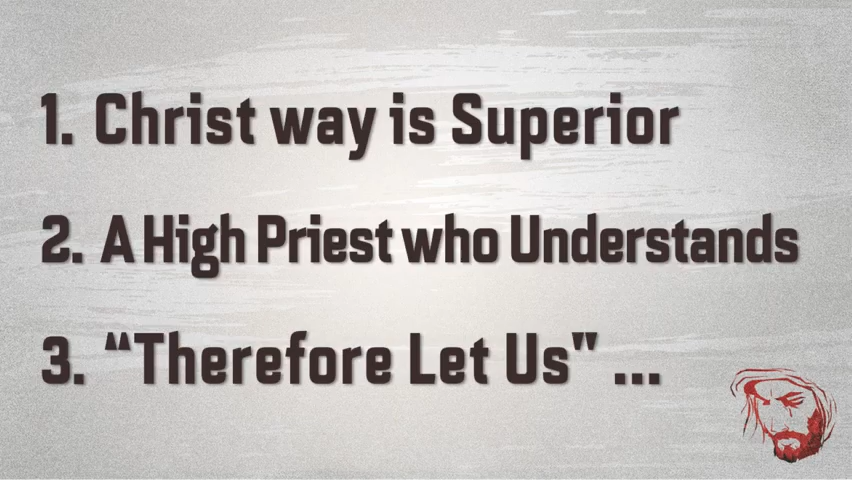 1. Christ way is Superior
2. A High Priest who Understands
3. “Therefore Let Us" ...